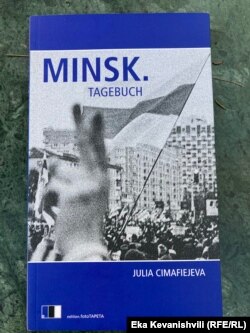 MINSK.
TAGEBUCH
JULIA CIMAFIEJEVA
edition.fotoTAPETA
Eka Kevanishvili (RFE/RL)